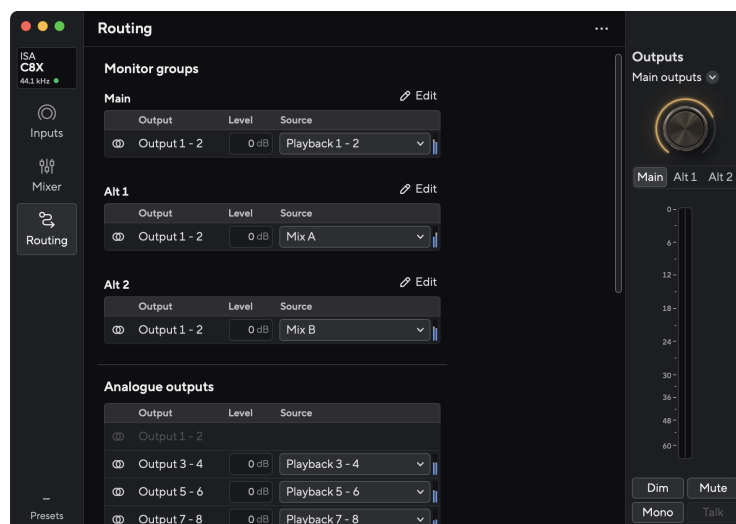 Routing
ISA
C8X
44.1 kHz
Inputs
Mixer
Routing
–
Presets
Monitor groups
Main
Edit
Output Level Source
Output 1 - 2 0 dB Playback 1 - 2
Alt 1
Edit
Output Level Source
Output 1 - 2 0 dB Mix A
Alt 2
Edit
Output Level Source
Output 1 - 2 0 dB Mix B
Analogue outputs
Output Level Source
Output 1 - 2
Output 3 - 4 0 dB Playback 3 - 4
Output 5 - 6 0 dB Playback 5 - 6
Output 7 - 8 0 dB Playback 7 - 8
Outputs
Main outputs
Main Alt 1 Alt 2
0
6
12
18
24
30
36
48
60
Dim Mute
Mono Talk